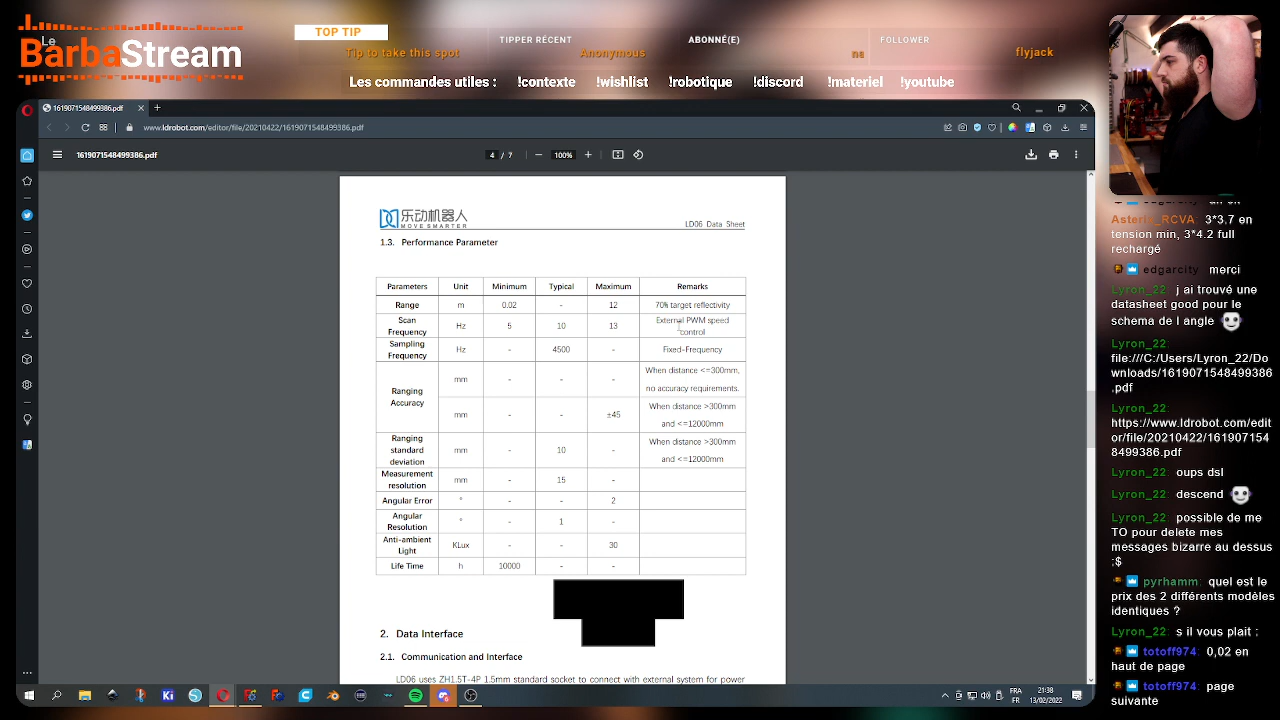 Le
BarbaStream
TOP TIP
Tip to take this spot
TIPPER RÉCENT
Anonymous
ABONNÉ(E)
na
FOLLOWER
flyjack
Les commandes utiles : !contexte !wishlist !robotique !discord !materiel !youtube
1619071548499386.pdf
www.ldrobot.com/editor/file/20210422/1619071548499386.pdf
1619071548499386.pdf
4 / 7
100%
乐动机器人
MOVE SMARTER
LD06 Data Sheet
1.3. Performance Parameter
Parameters Unit Minimum Typical Maximum Remarks
Range m 0.02 - 12 70% target reflectivity
Scan Frequency Hz 5 10 13 External PWM speed control
Sampling Frequency Hz - 4500 - Fixed-Frequency
Ranging Accuracy mm - - - When distance <=300mm, no accuracy requirements.
mm - - ±45 When distance >300mm and <=12000mm
Ranging standard deviation mm - 10 - When distance >300mm and <=12000mm
Measurement resolution mm - 15 -
Angular Error ° - - 2
Angular Resolution ° - 1 -
Anti-ambient Light KLux - - 30
Life Time h 10000 - -
2. Data Interface
2.1. Communication and Interface
LD06 uses ZH1.5T-4P 1.5mm standard socket to connect with external system for power
Asterio_RCVA: 3*3.7 en
tension min, 3*4.2 full
rechargé
edgarcity merci
Lyron_22: j ai trouvé une
datasheet good pour le
schema de l angle
Lyron_22:
file:///C:/Users/Lyron_22/Do
wnloads/1619071548499386
.pdf
Lyron_22:
https://www.ldrobot.com/edit
or/file/20210422/161907154
8499386.pdf
Lyron_22: oups dsl
Lyron_22: descend
Lyron_22: possible de me
TO pour delete mes
messages bizarre au dessus
;$
pyrhamm: quel est le
prix des 2 différents modèles
identiques ?
Lyron_22: s il vous plait ;
totoff974: 0,02 en
haut de page
totoff974: page
suivante
Ki
FRA
FR
21:38
13/02/2022